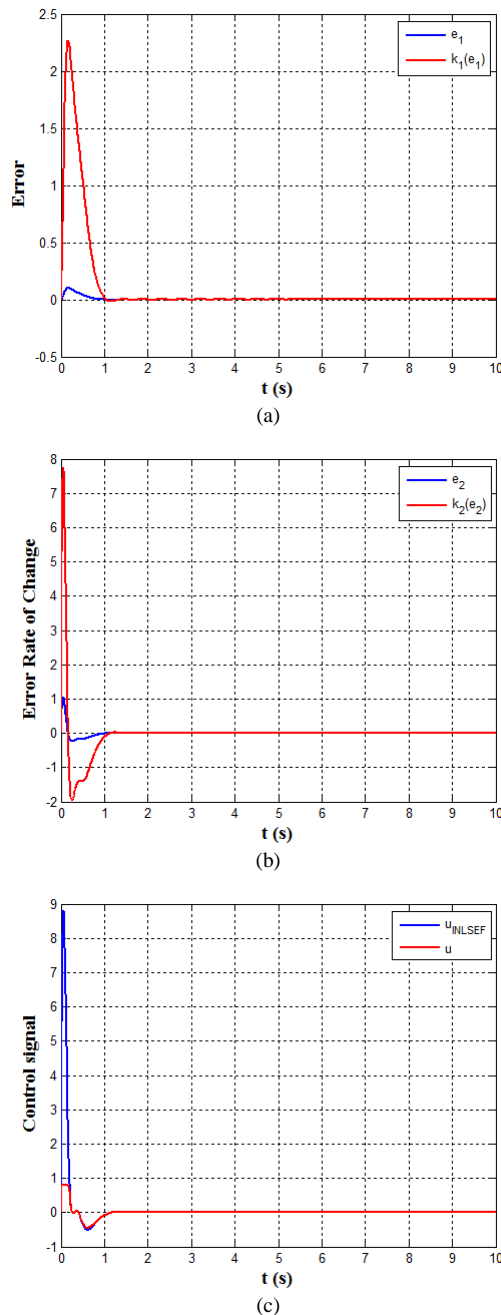 2.5
2
1.5
1
0.5
0
-0.5
Error
e1
k1(e1)
0 1 2 3 4 5 6 7 8 9 10
t (s)
(a)
8
7
6
5
4
3
2
1
0
-1
-2
Error Rate of Change
e2
k2(e2)
0 1 2 3 4 5 6 7 8 9 10
t (s)
(b)
9
8
7
6
5
4
3
2
1
0
-1
Control signal
uINLSEF
u
0 1 2 3 4 5 6 7 8 9 10
t (s)
(c)